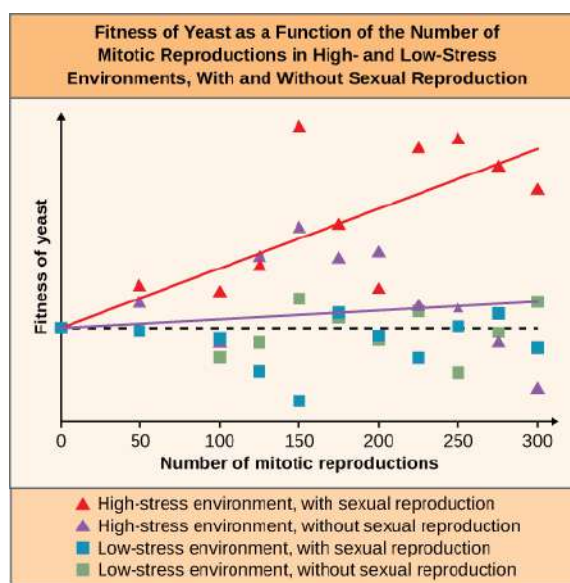 Fitness of Yeast as a Function of the Number of
Mitotic Reproductions in High- and Low-Stress
Environments, With and Without Sexual Reproduction
Fitness of yeast
0 50 100 150 200 250 300
Number of mitotic reproductions
High-stress environment, with sexual reproduction
High-stress environment, without sexual reproduction
Low-stress environment, with sexual reproduction
Low-stress environment, without sexual reproduction